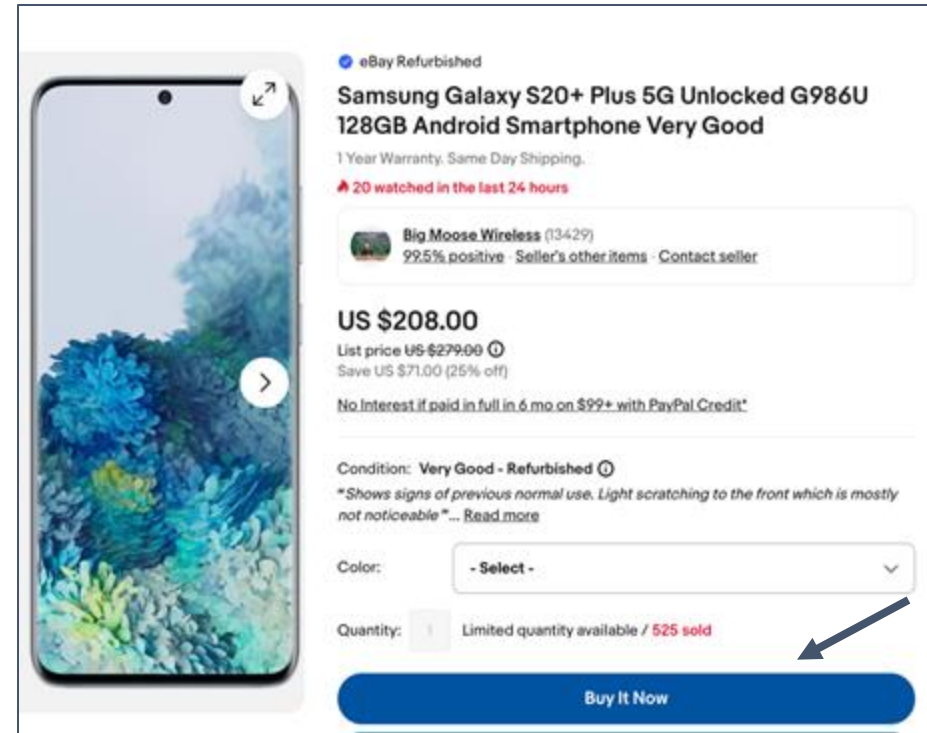 eBay Refurbished
Samsung Galaxy S20+ Plus 5G Unlocked G986U
128GB Android Smartphone Very Good
1 Year Warranty. Same Day Shipping.
20 watched in the last 24 hours
Big Moose Wireless (13429)
99.5% positive · Seller's other items · Contact seller
US $208.00
List price US $279.00
Save US $71.00 (25% off)
No Interest if paid in full in 6 mo on $99+ with PayPal Credit*
Condition: Very Good - Refurbished
"Shows signs of previous normal use. Light scratching to the front which is mostly
not noticeable "... Read more
Color: - Select -
Quantity: 1 Limited quantity available / 525 sold
Buy It Now